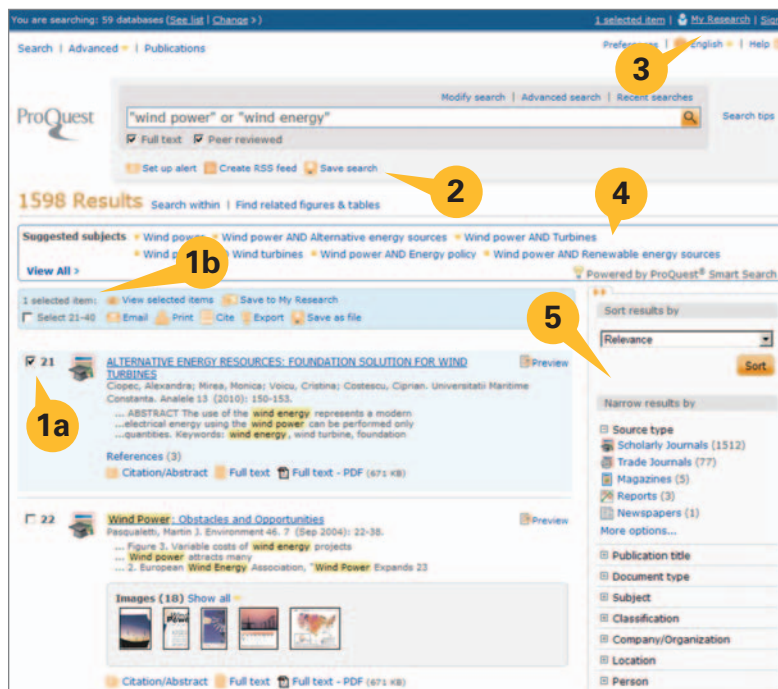 You are searching: 59 databases (See list | Change >)
1 selected item | My Research | Sign
Search | Advanced | Publications
Preferences | English | Help
3
Modify search | Advanced search | Recent searches
ProQuest
"wind power" or "wind energy"
Search tips
Full text Peer reviewed
Set up alert Create RSS feed Save search
2
4
1598 Results Search within | Find related figures & tables
Suggested subjects Wind power Wind power AND Alternative energy sources Wind power AND Turbines
Wind Wind turbines Wind power AND Energy policy Wind power AND Renewable energy sources
View All >
1b
Powered by ProQuest® Smart Search
1 selected item: View selected items Save to My Research
Select 21-40 Email Print Cite Export Save as file
5
Sort results by
Relevance
Sort
21 ALTERNATIVE ENERGY RESOURCES: FOUNDATION SOLUTION FOR WIND
TURBINES
Preview
Ciopec, Alexandra; Mirea, Monica; Voicu, Cristina; Costescu, Ciprian. Universitatii Maritime
Constanta. Analele 13 (2010): 150-153.
1a
... ABSTRACT The use of the wind energy represents a modern
...electrical energy using the wind power can be performed only
...quantities. Keywords: wind energy, wind turbine, foundation
References (3)
Citation/Abstract Full text Full text - PDF (671 KB)
Narrow results by
Source type
Scholarly Journals (1512)
Trade Journals (77)
Magazines (5)
Reports (3)
Newspapers (1)
More options...
Publication title
Document type
Subject
Classification
Company/Organization
Location
Person
22 Wind Power: Obstacles and Opportunities
Preview
Pasqualetti, Martin J. Environment 46. 7 (Sep 2004): 22-38.
... Figure 3. Variable costs of wind energy projects
... Wind power attracts many
... 2. European Wind Energy Association, "Wind Power Expands 23
Images (18) Show all
Citation/Abstract Full text Full text - PDF (466 KB)